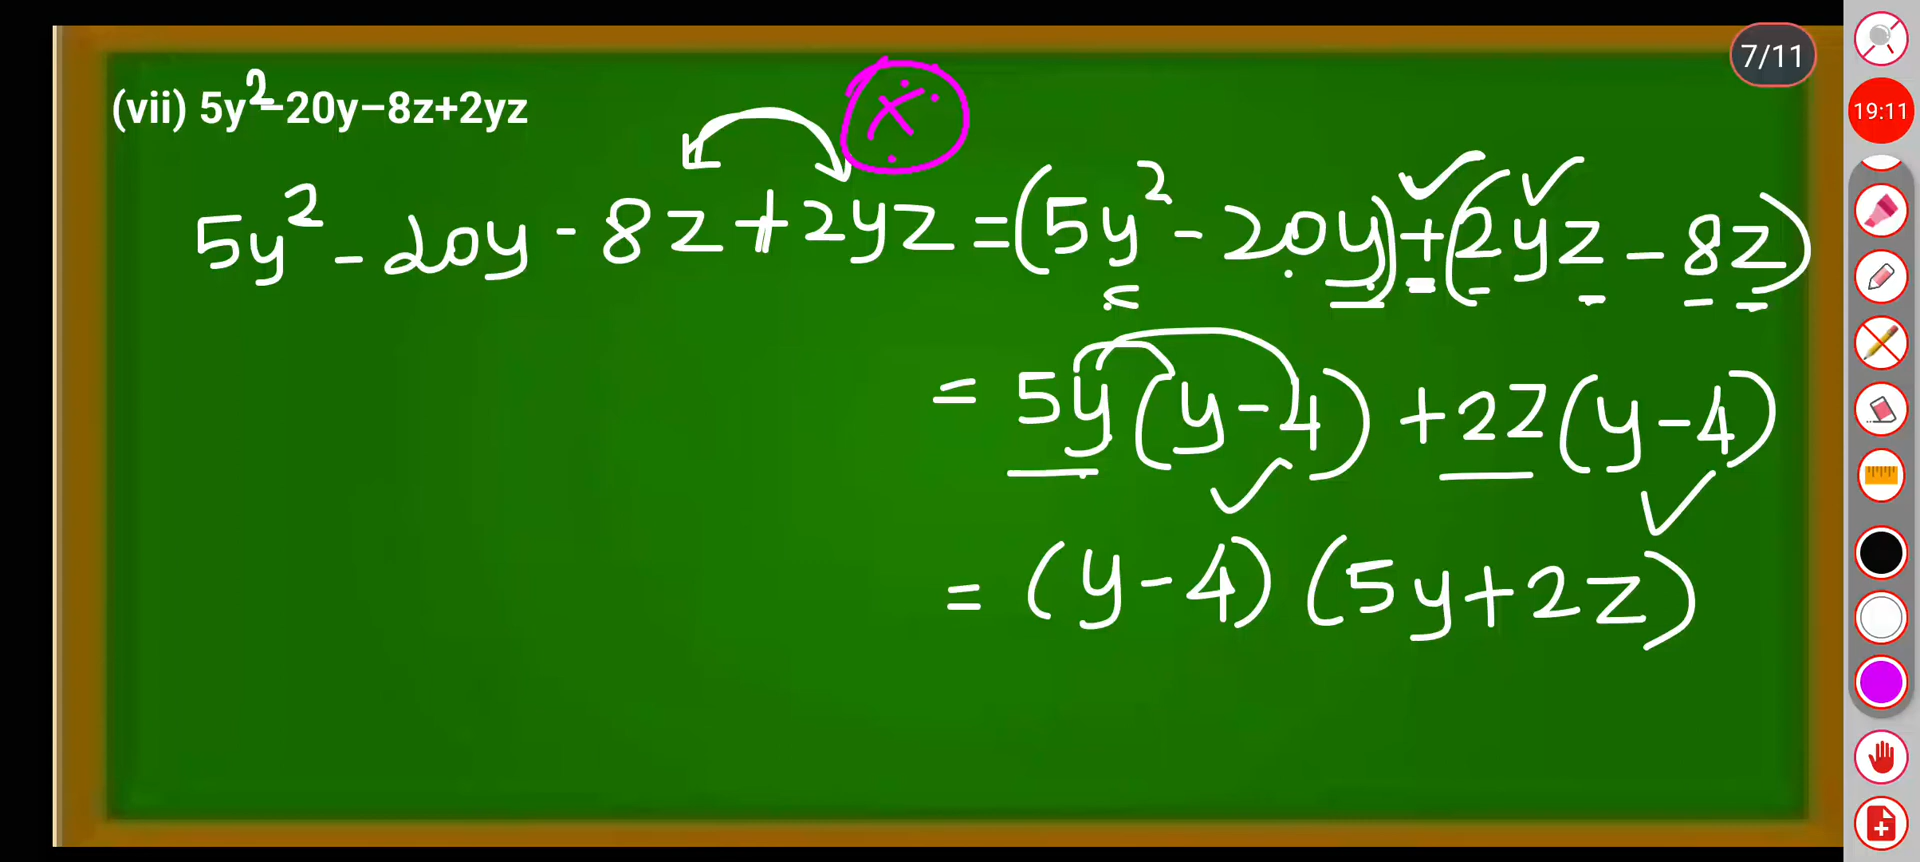 7/11
19:11
(vii) 5y²-20y-8z+2yz
5y² - 20y - 8z + 2yz = (5y² - 20y) + (2yz - 8z)
= 5y(y-4) + 2z(y-4)
= (y-4) (5y+2z)